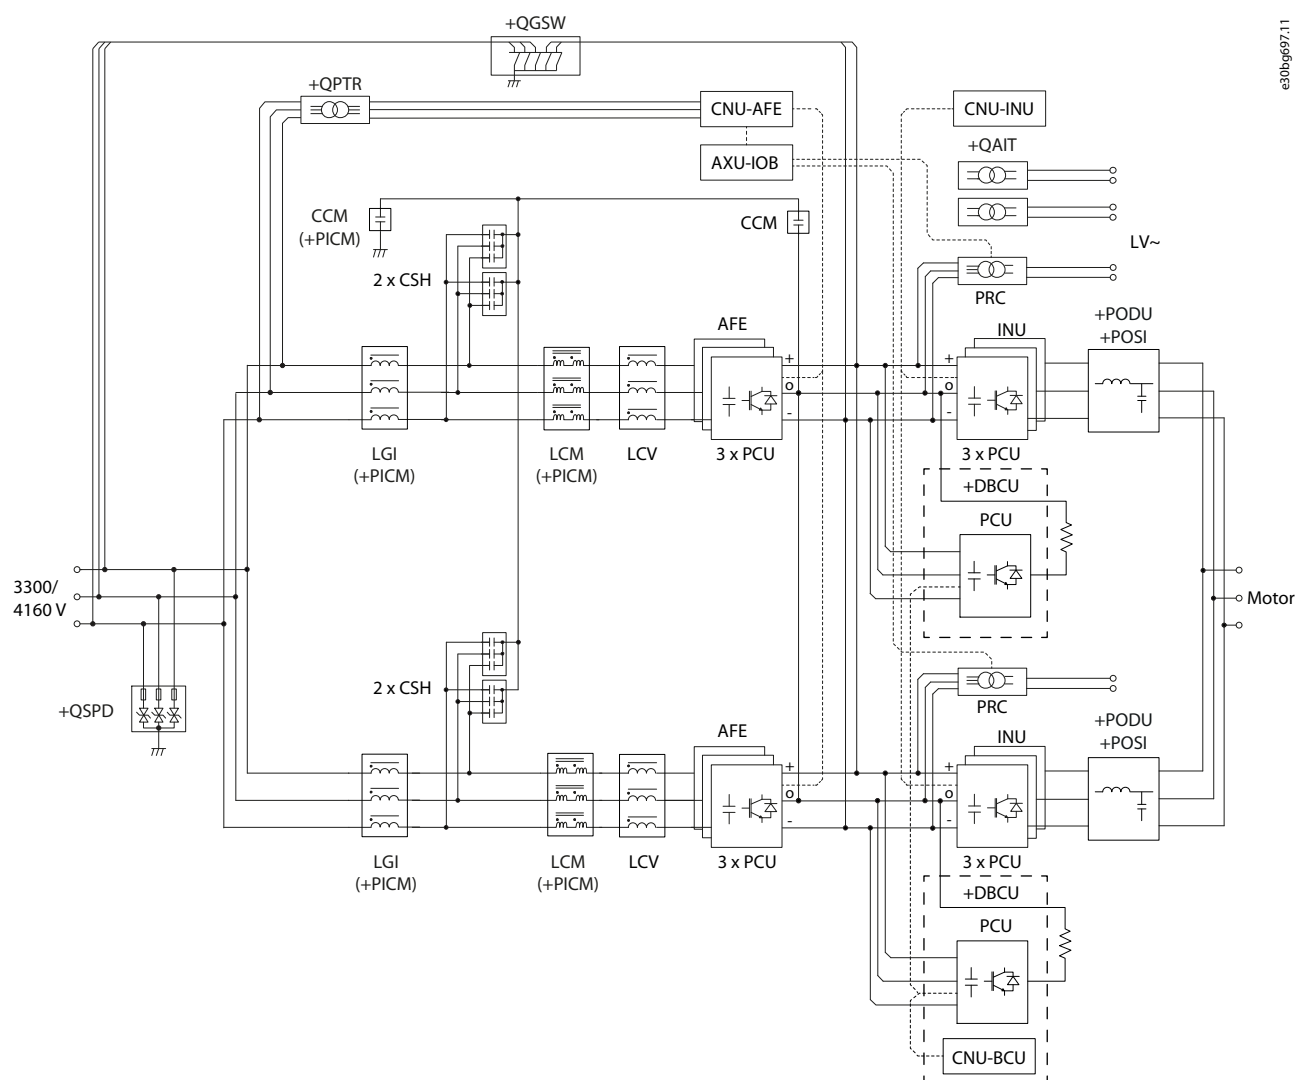 +QGSW
e30bg697.11
+QPTR
CNU-AFE
CNU-INU
+QAIT
AXU-IOB
CCM
(+PICM)
CCM
2 x CSH
LV~
PRC
AFE
INU
+PODU
+POSI
+
o
-
+
o
-
LGI
(+PICM)
LCM
(+PICM)
LCV
3 x PCU
3 x PCU
+DBCU
PCU
3300/
4160 V
Motor
2 x CSH
+QSPD
PRC
AFE
INU
+PODU
+POSI
+
o
-
+
o
-
LGI
(+PICM)
LCM
(+PICM)
LCV
3 x PCU
3 x PCU
+DBCU
PCU
CNU-BCU